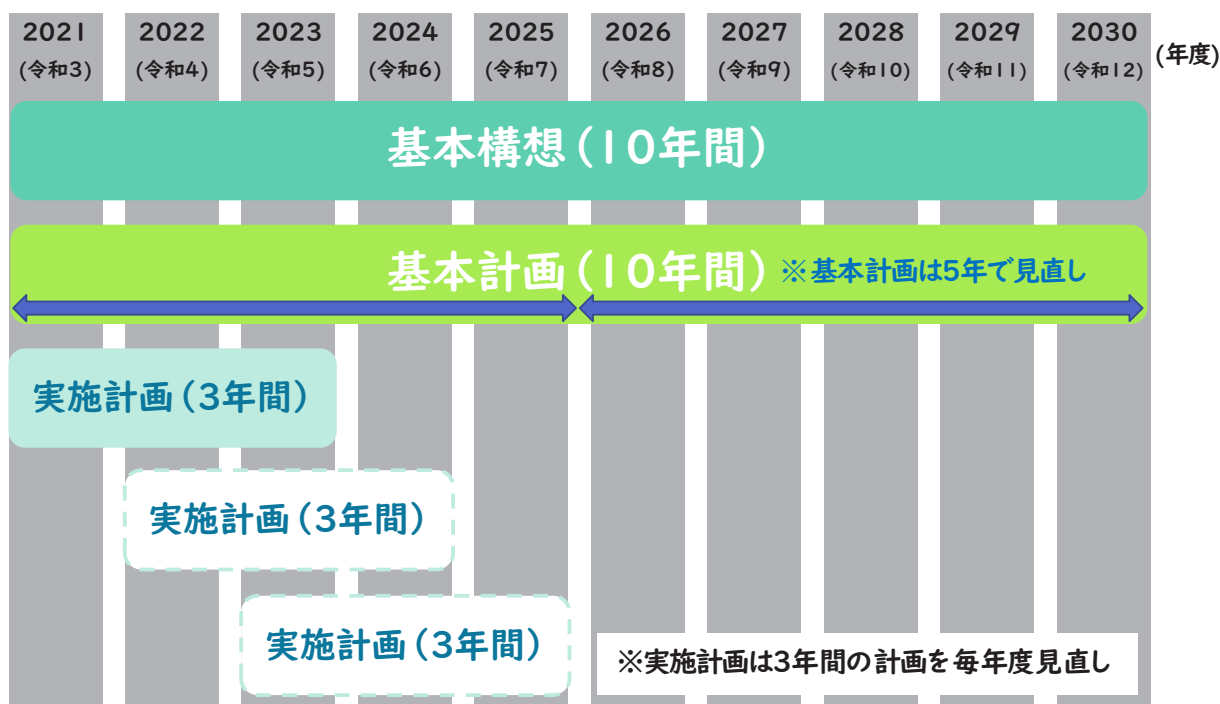 2021 2022 2023 2024 2025 2026 2027 2028 2029 2030
(令和3) (令和4) (令和5) (令和6) (令和7) (令和8) (令和9) (令和10) (令和11) (令和12) (年度)
基本構想(10年間)
基本計画(10年間) ※基本計画は5年で見直し
実施計画(3年間)
実施計画(3年間)
実施計画(3年間)
※実施計画は3年間の計画を毎年度見直し